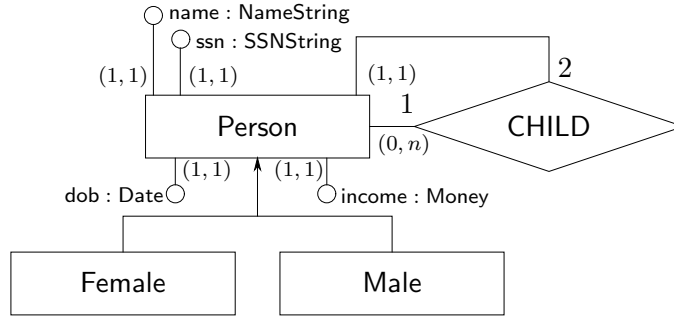 name : NameString
ssn : SSNString
(1, 1) (1, 1) (1, 1) 2
1
Person CHILD
(0, n)
(1, 1) (1, 1)
dob : Date income : Money
Female Male